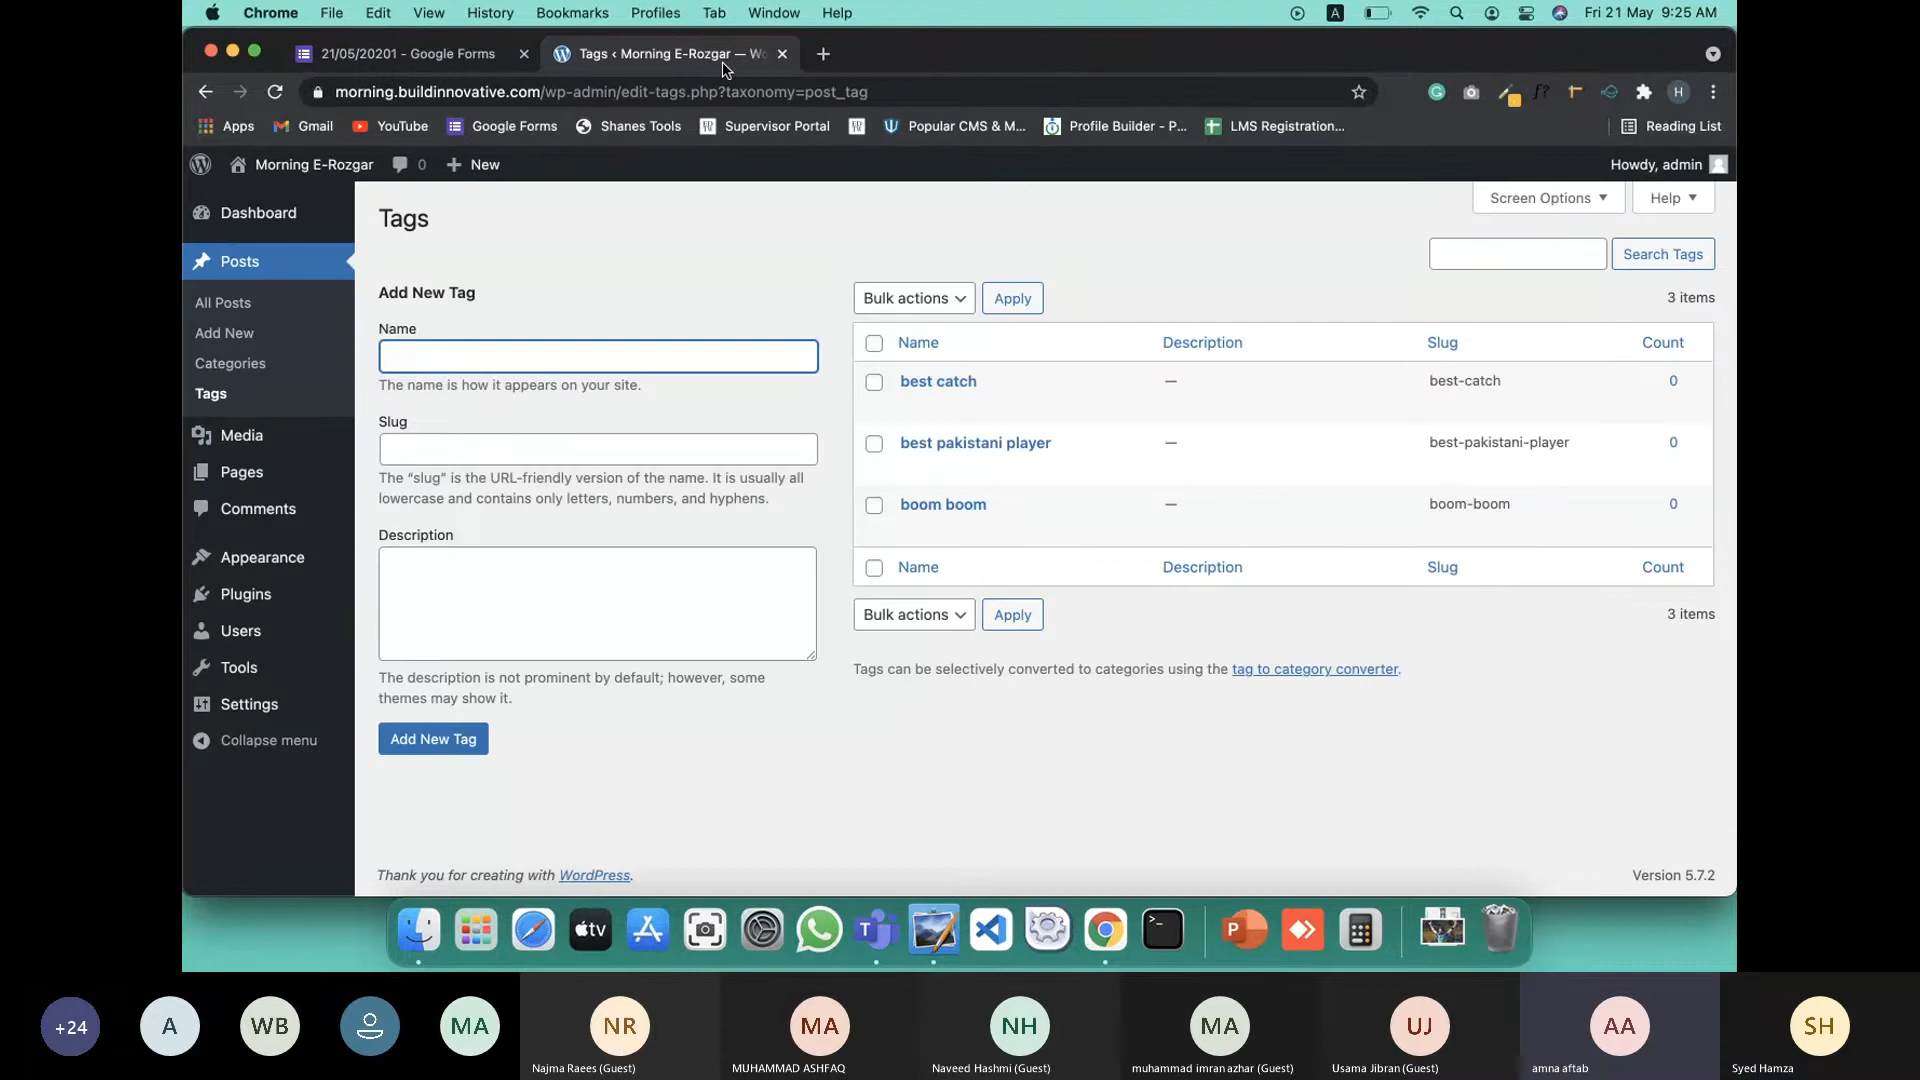 Chrome File Edit View History Bookmarks Profiles Tab Window Help
A Fri 21 May 9:25 AM
21/05/20201 - Google Forms
Tags ‹ Morning E-Rozgar — Wo
morning.buildinnovative.com/wp-admin/edit-tags.php?taxonomy=post_tag
f? H
Apps Gmail YouTube Google Forms Shanes Tools Supervisor Portal Popular CMS & M... Profile Builder - P... LMS Registration... Reading List
Morning E-Rozgar 0 New
Howdy, admin
Dashboard
Posts
All Posts
Add New
Categories
Tags
Media
Pages
Comments
Appearance
Plugins
Users
Tools
Settings
Collapse menu
Screen Options Help
Tags
Search Tags
Add New Tag
Name
The name is how it appears on your site.
Slug
The “slug” is the URL-friendly version of the name. It is usually all
lowercase and contains only letters, numbers, and hyphens.
Description
The description is not prominent by default; however, some
themes may show it.
Add New Tag
Bulk actions Apply 3 items
Name Description Slug Count
best catch — best-catch 0
best pakistani player — best-pakistani-player 0
boom boom — boom-boom 0
Name Description Slug Count
Bulk actions Apply 3 items
Tags can be selectively converted to categories using the tag to category converter.
Thank you for creating with WordPress.
Version 5.7.2
tv T >_ P
+24 A WB MA NR MA NH MA UJ AA SH
Najma Raees (Guest) MUHAMMAD ASHFAQ Naveed Hashmi (Guest) muhammad imran azhar (Guest) Usama Jibran (Guest) amna aftab Syed Hamza